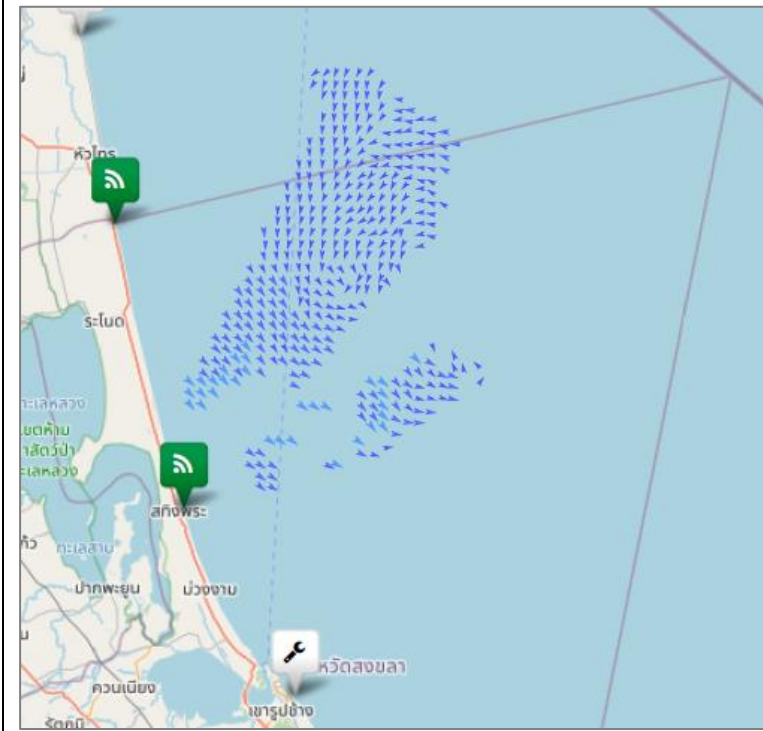 หัวไทร
ระโนด
ทะเลหลวง
เขตห้าม
าสัตว์ป่า
ะเลหลวง
สทิงพระ
ทะเลสาบ
ปากพะยูน
ม่วงงาม
หวัดสงขลา
ควนเนียง
เขารูปช้าง
รัตภูมิ